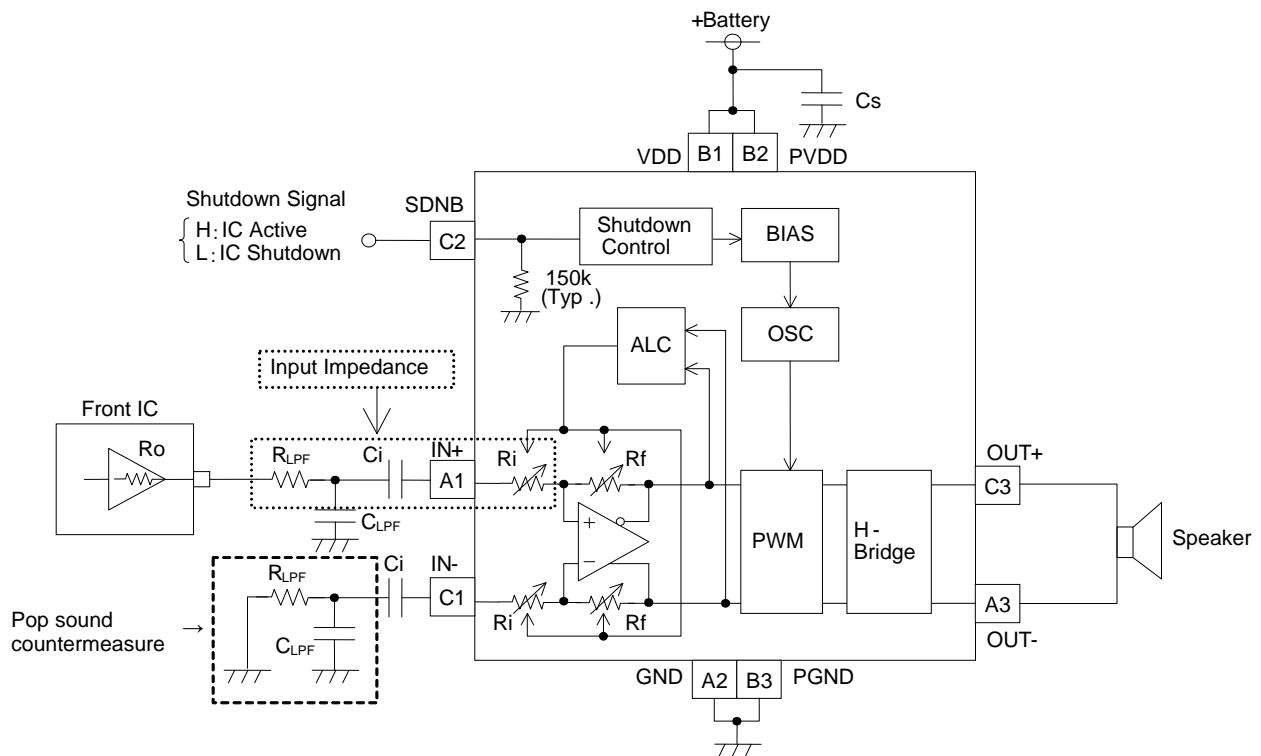 +Battery
Cs
VDD
B1
B2
PVDD
Shutdown Signal
H: IC Active
L: IC Shutdown
SDNB
C2
Shutdown
Control
BIAS
150k
(Typ .)
ALC
OSC
Input Impedance
Front IC
Ro
RLPF
Ci
IN+
A1
Ri
Rf
CLPF
+
−
PWM
H-
Bridge
OUT+
C3
Speaker
RLPF
Ci
IN-
C1
Ri
Rf
A3
OUT-
Pop sound →
countermeasure
CLPF
GND
A2
B3
PGND